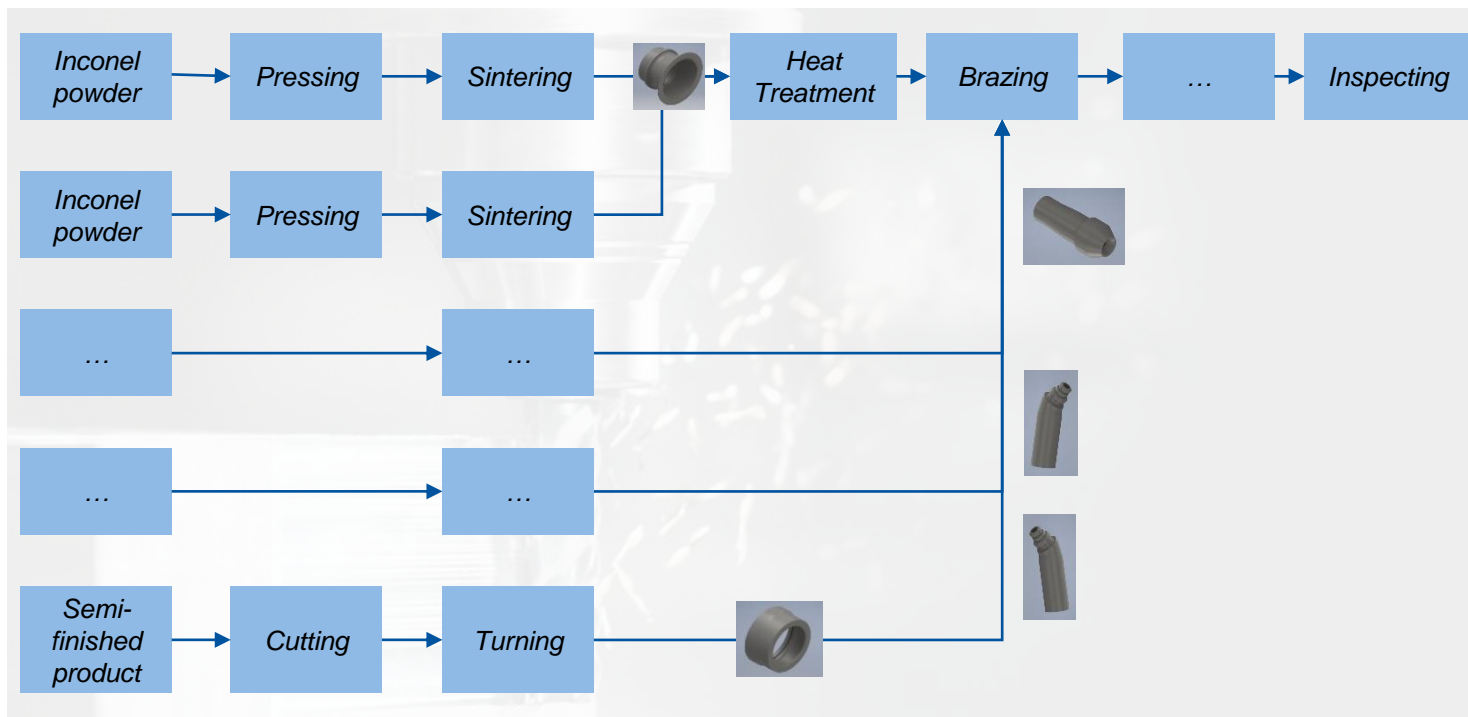 Inconel
powder
Pressing
Sintering
Heat
Treatment
Brazing
…
Inspecting
Inconel
powder
Pressing
Sintering
…
…
…
…
Semi-
finished
product
Cutting
Turning